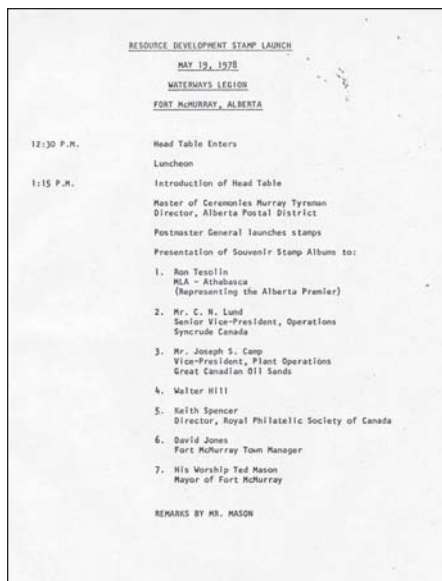 RESOURCE DEVELOPMENT STAMP LAUNCH
MAY 19, 1978
WATERWAYS LEGION
FORT McMURRAY, ALBERTA
12:30 P.M. Head Table Enters
Luncheon
1:15 P.M. Introduction of Head Table
Master of Ceremonies Murray Tyreman
Director, Alberta Postal District
Postmaster General launches stamps
Presentation of Souvenir Stamp Albums to:
1. Ron Tesolin
MLA - Athabasca
(Representing the Alberta Premier)
2. Mr. C. N. Lund
Senior Vice-President, Operations
Syncrude Canada
3. Mr. Joseph S. Camp
Vice-President, Plant Operations
Great Canadian Oil Sands
4. Walter Hill
5. Keith Spencer
Director, Royal Philatelic Society of Canada
6. David Jones
Fort McMurray Town Manager
7. His Worship Ted Mason
Mayor of Fort McMurray
REMARKS BY MR. MASON